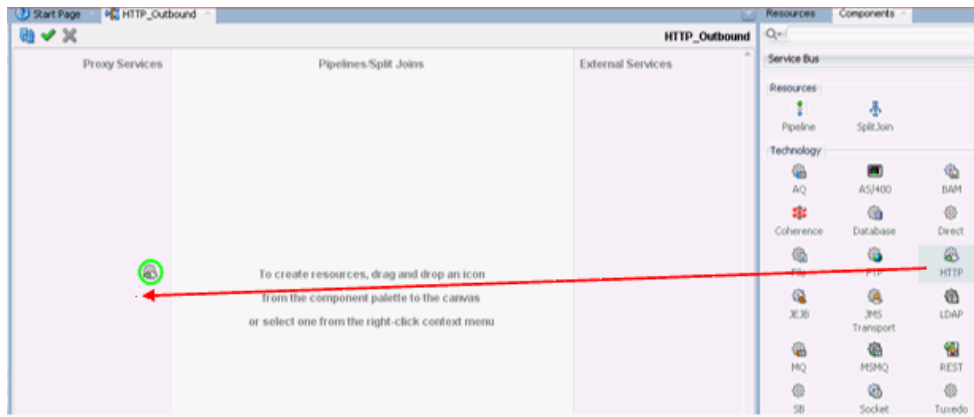 Start Page
HTTP_Outbound
HTTP_Outbound
Proxy Services
Pipelines/Split Joins
External Services
To create resources, drag and drop an icon
from the component palette to the canvas
or select one from the right-click context menu
Resources
Components
Service Bus
Resources
Pipeline
SplitJoin
Technology
AQ
AS/400
BAM
Coherence
Database
Direct
File
FTP
HTTP
JEJB
JMS
Transport
LDAP
MQ
MSMQ
REST
SB
Socket
Tuxedo